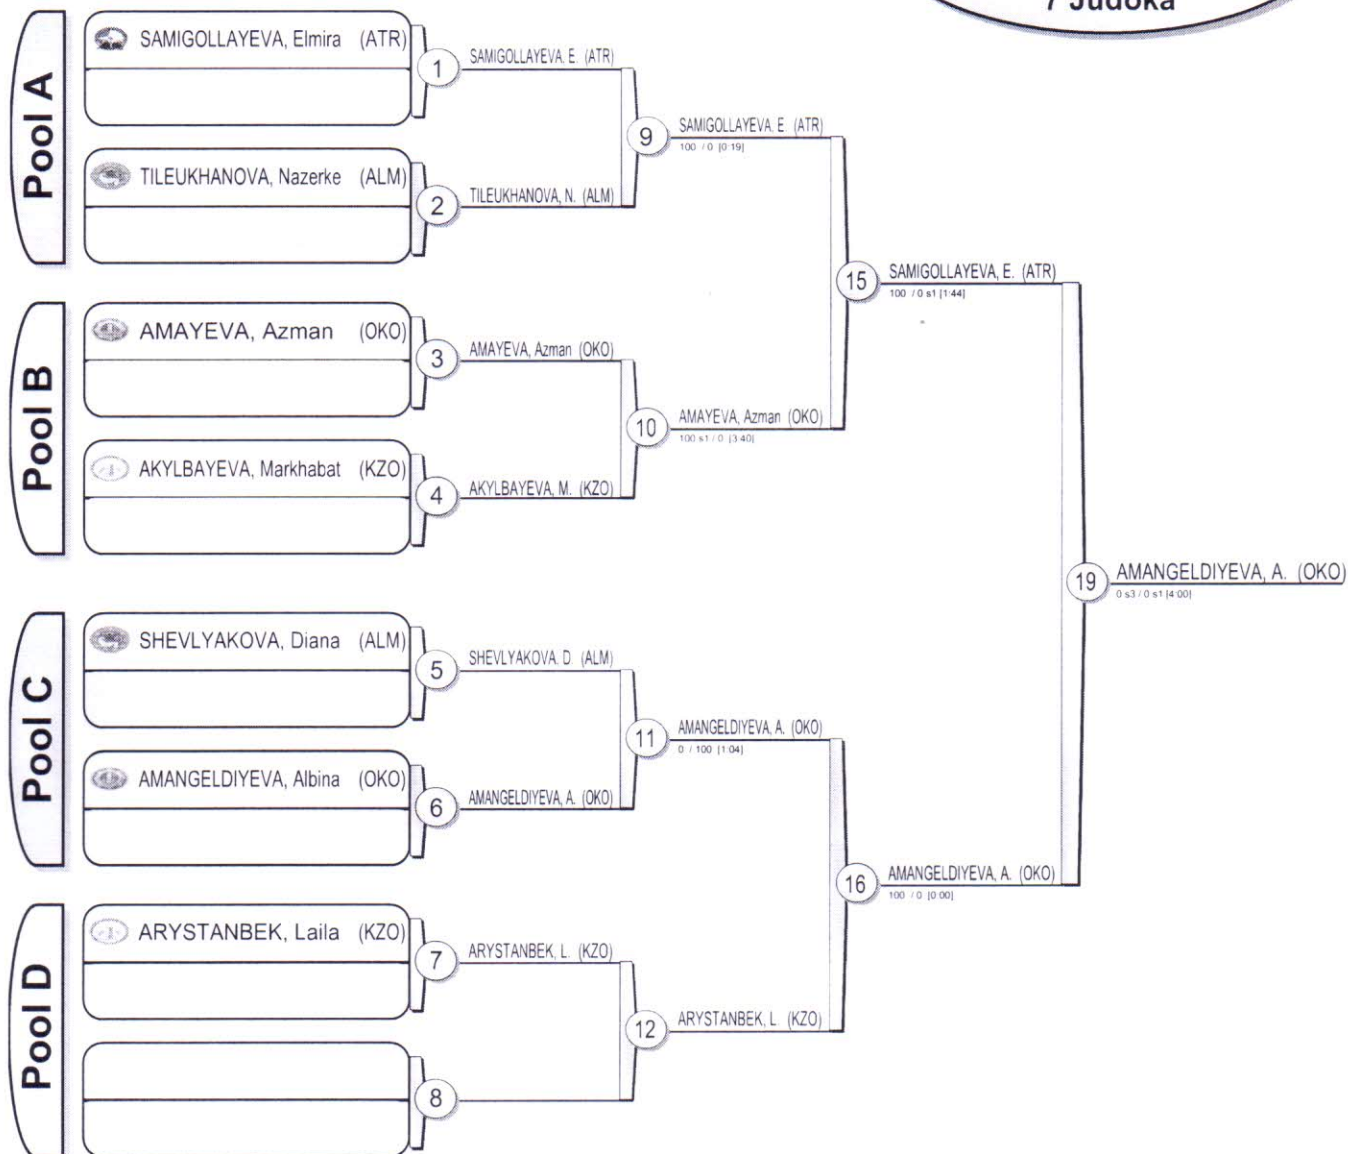 7 Judoka
Pool A
SAMIGOLLAYEVA, Elmira (ATR)
1
SAMIGOLLAYEVA, E. (ATR)
TILEUKHANOVA, Nazerke (ALM)
2
TILEUKHANOVA, N. (ALM)
9
SAMIGOLLAYEVA, E. (ATR)
100 / 0 [0:19]
Pool B
AMAYEVA, Azman (OKO)
3
AMAYEVA, Azman (OKO)
AKYLBAYEVA, Markhabat (KZO)
4
AKYLBAYEVA, M. (KZO)
10
AMAYEVA, Azman (OKO)
100 s1 / 0 [3:40]
15
SAMIGOLLAYEVA, E. (ATR)
100 / 0 s1 [1:44]
Pool C
SHEVLYAKOVA, Diana (ALM)
5
SHEVLYAKOVA. D. (ALM)
AMANGELDIYEVA, Albina (OKO)
6
AMANGELDIYEVA, A. (OKO)
11
AMANGELDIYEVA, A. (OKO)
0 / 100 [1:04]
Pool D
ARYSTANBEK, Laila (KZO)
7
ARYSTANBEK, L. (KZO)
8
12
ARYSTANBEK, L. (KZO)
16
AMANGELDIYEVA, A. (OKO)
100 / 0 [0:00]
19
AMANGELDIYEVA, A. (OKO)
0 s3 / 0 s1 [4:00]